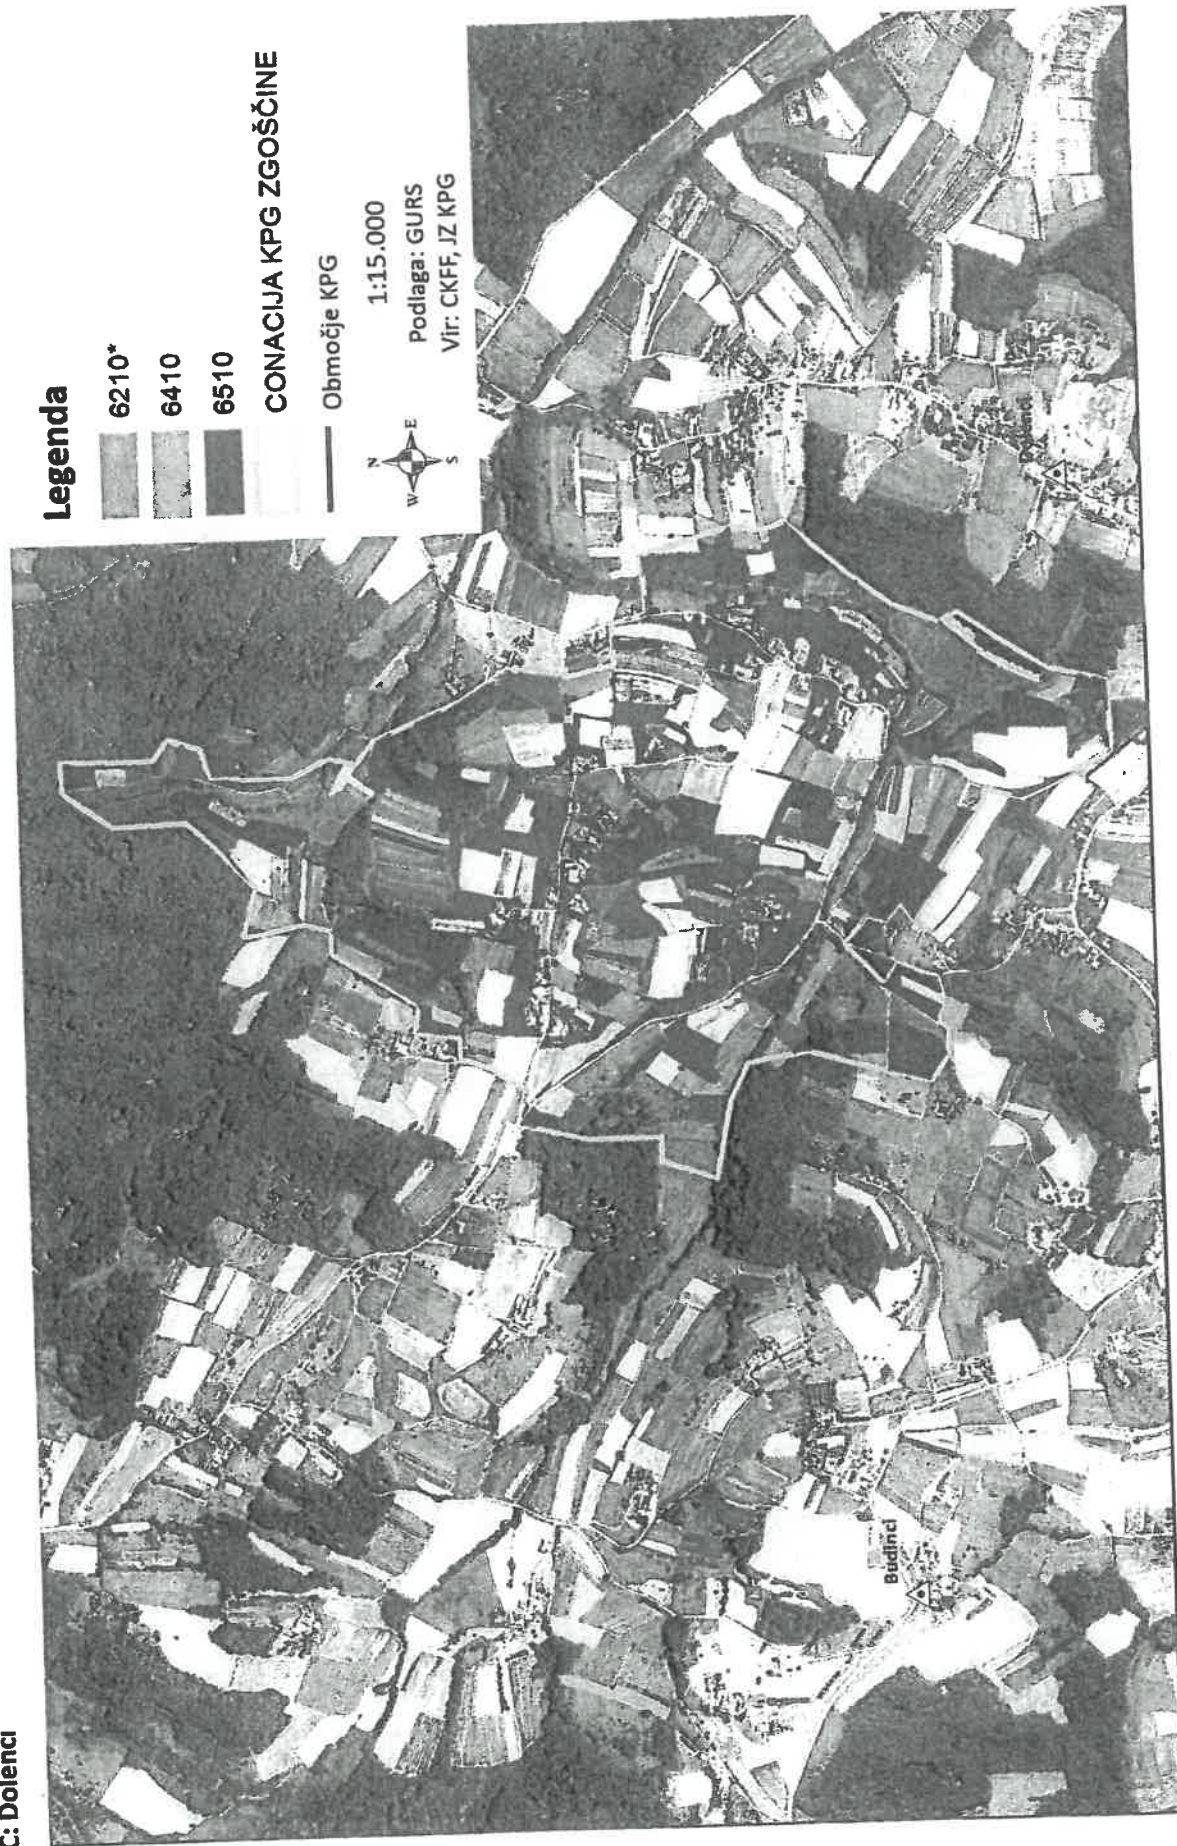 C: Dolenci
Legenda
6210*
6410
6510
CONACIJA KPG ZGOŠČINE
Območje KPG
N
W E
S
1:15.000
Podlaga: GURS
Vir: CKFF, JZ KPG
Budinci